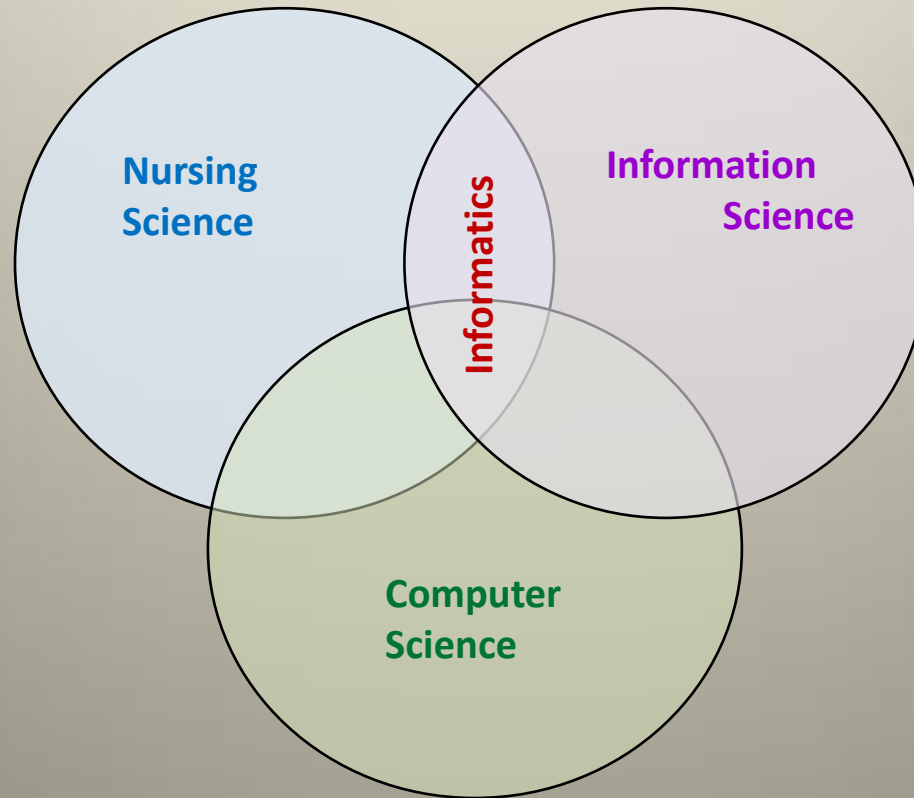 Nursing
Science
Information
Science
Informatics
Computer
Science